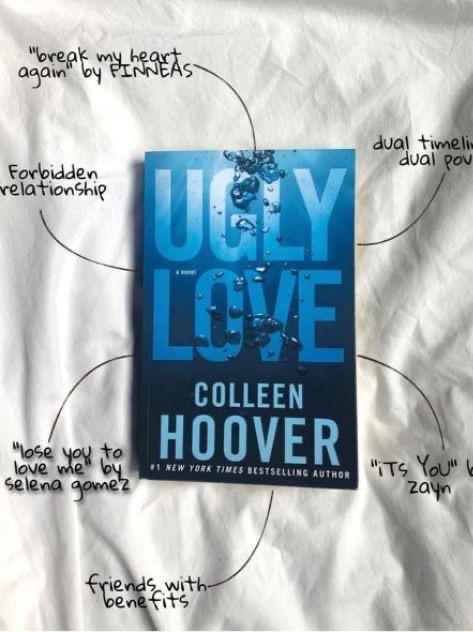 "break my heart
again" by FINNEAS
dual
dual pov
Forbidden
relationship
UGLY
a novel
LOVE
COLLEEN
HOOVER
#1 NEW YORK TIMES BESTSELLING AUTHOR
"lose you to
love me" by
selena gomez
"iTs YoU"
zayn
friends with
benefits